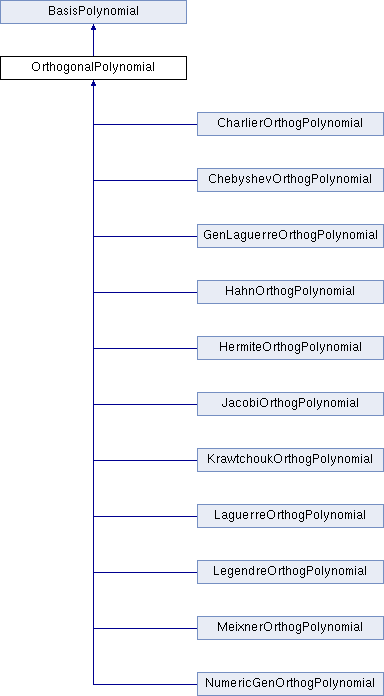 BasisPolynomial
OrthogonalPolynomial
CharlierOrthogPolynomial
ChebyshevOrthogPolynomial
GenLaguerreOrthogPolynomial
HahnOrthogPolynomial
HermiteOrthogPolynomial
JacobiOrthogPolynomial
KrawtchoukOrthogPolynomial
LaguerreOrthogPolynomial
LegendreOrthogPolynomial
MeixnerOrthogPolynomial
NumericGenOrthogPolynomial